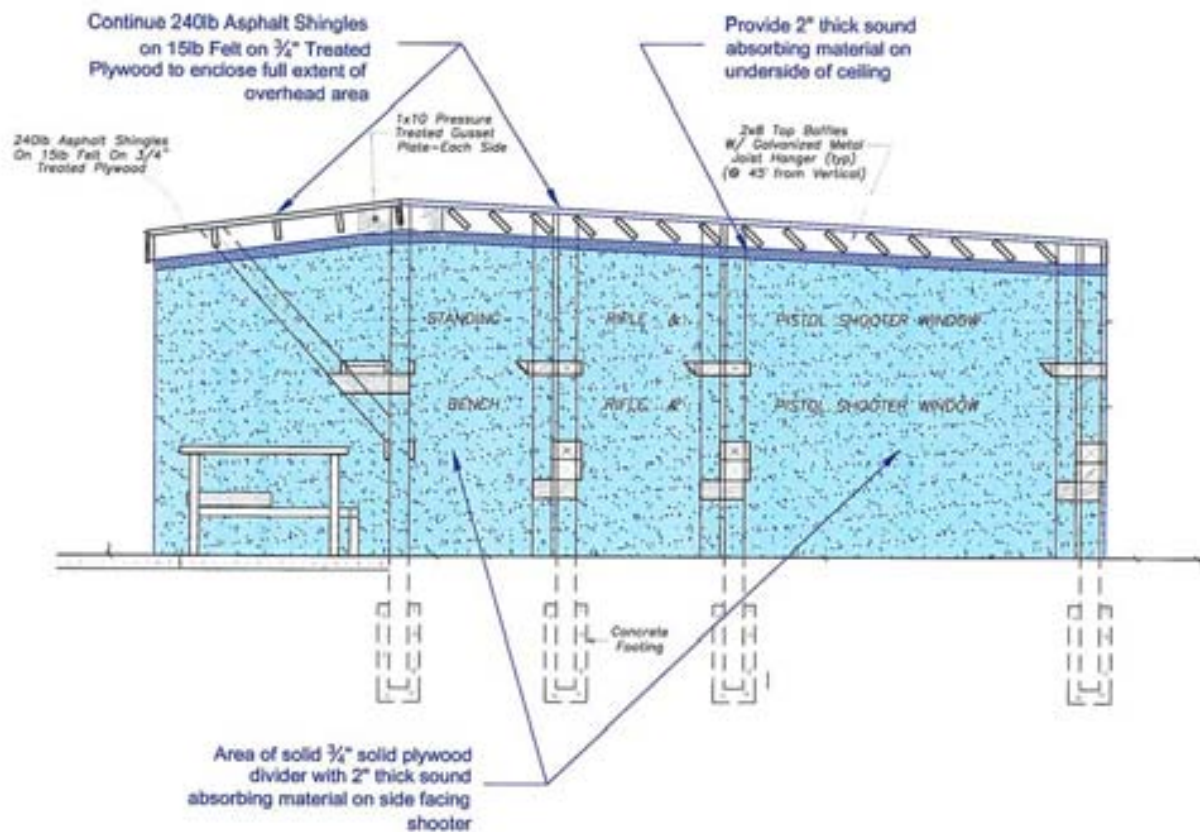 Continue 240lb Asphalt Shingles
on 15lb Felt on ¾" Treated
Plywood to enclose full extent of
overhead area
Provide 2" thick sound
absorbing material on
underside of ceiling
240lb Asphalt Shingles
On 15lb Felt On 3/4"
Treated Plywood
1x10 Pressure
Treated Gusset
Plate-Each Side
2x8 Top Baffles
W/ Galvanized Metal
Joist Hanger (typ)
(@ 45° from Vertical)
STANDING RIFLE & PISTOL SHOOTER WINDOW
BENCH RIFLE & PISTOL SHOOTER WINDOW
Concrete
Footing
Area of solid ¾" solid plywood
divider with 2" thick sound
absorbing material on side facing
shooter